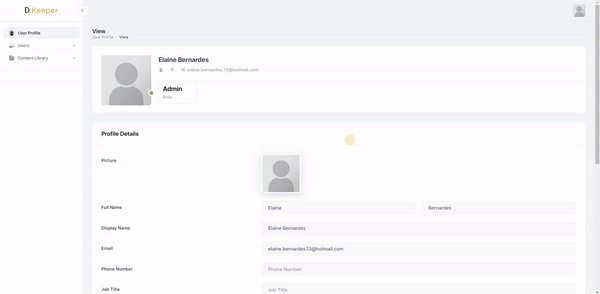 D.Keeper
User Profile
Users
Content Library
View
User Profile - View
Elaine Bernardes
elaine.bernardes.13@hotmail.com
Admin
Role
Profile Details
Picture
Full Name
Elaine
Bernardes
Display Name
Elaine Bernardes
Email
elaine.bernardes.13@hotmail.com
Phone Number
Phone Number
Job Title
Job Title